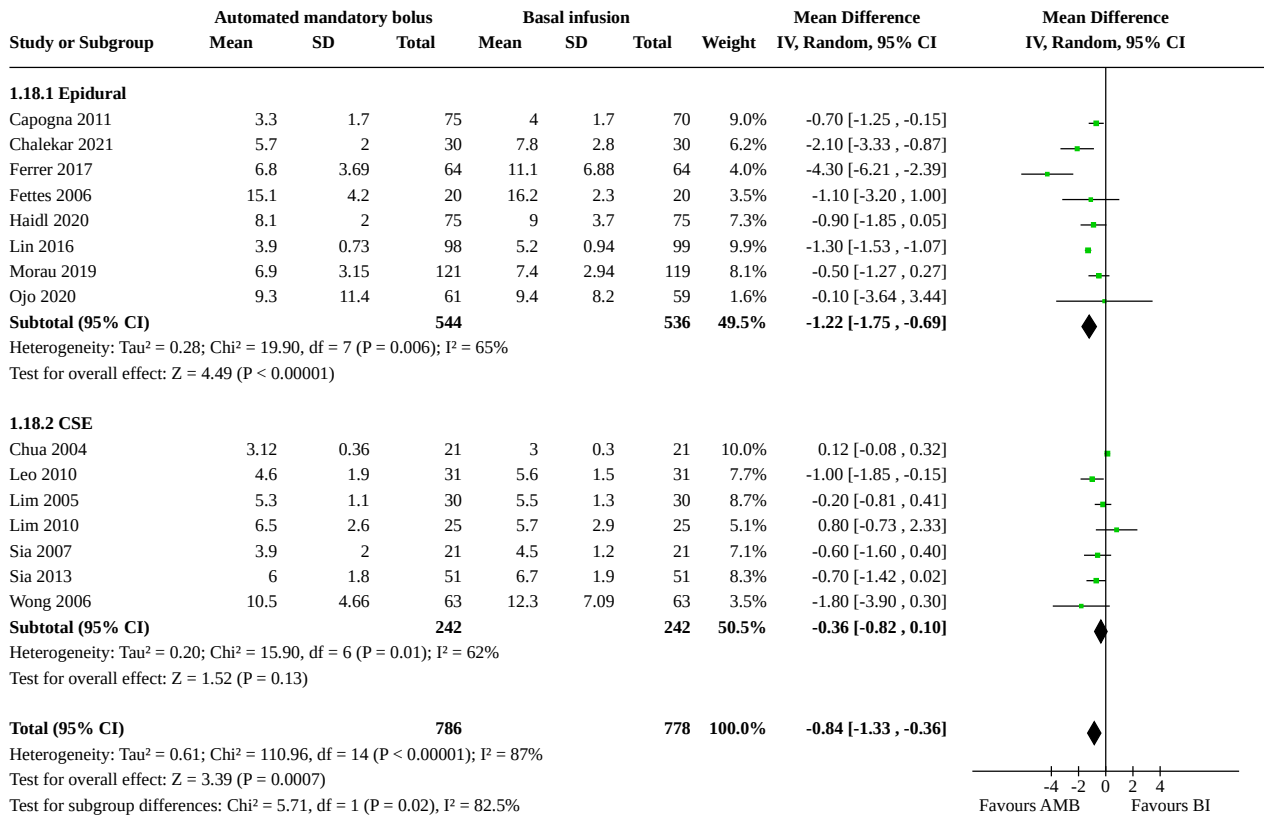 Automated mandatory bolus Basal infusion Mean Difference Mean Difference
Study or Subgroup Mean SD Total Mean SD Total Weight IV, Random, 95% CI IV, Random, 95% CI
1.18.1 Epidural
Capogna 2011 3.3 1.7 75 4 1.7 70 9.0% -0.70 [-1.25 , -0.15]
Chalekar 2021 5.7 2 30 7.8 2.8 30 6.2% -2.10 [-3.33 , -0.87]
Ferrer 2017 6.8 3.69 64 11.1 6.88 64 4.0% -4.30 [-6.21 , -2.39]
Fettes 2006 15.1 4.2 20 16.2 2.3 20 3.5% -1.10 [-3.20 , 1.00]
Haidl 2020 8.1 2 75 9 3.7 75 7.3% -0.90 [-1.85 , 0.05]
Lin 2016 3.9 0.73 98 5.2 0.94 99 9.9% -1.30 [-1.53 , -1.07]
Morau 2019 6.9 3.15 121 7.4 2.94 119 8.1% -0.50 [-1.27 , 0.27]
Ojo 2020 9.3 11.4 61 9.4 8.2 59 1.6% -0.10 [-3.64 , 3.44]
Subtotal (95% CI) 544 536 49.5% -1.22 [-1.75 , -0.69]
Heterogeneity: Tau² = 0.28; Chi² = 19.90, df = 7 (P = 0.006); I² = 65%
Test for overall effect: Z = 4.49 (P < 0.00001)
1.18.2 CSE
Chua 2004 3.12 0.36 21 3 0.3 21 10.0% 0.12 [-0.08 , 0.32]
Leo 2010 4.6 1.9 31 5.6 1.5 31 7.7% -1.00 [-1.85 , -0.15]
Lim 2005 5.3 1.1 30 5.5 1.3 30 8.7% -0.20 [-0.81 , 0.41]
Lim 2010 6.5 2.6 25 5.7 2.9 25 5.1% 0.80 [-0.73 , 2.33]
Sia 2007 3.9 2 21 4.5 1.2 21 7.1% -0.60 [-1.60 , 0.40]
Sia 2013 6 1.8 51 6.7 1.9 51 8.3% -0.70 [-1.42 , 0.02]
Wong 2006 10.5 4.66 63 12.3 7.09 63 3.5% -1.80 [-3.90 , 0.30]
Subtotal (95% CI) 242 242 50.5% -0.36 [-0.82 , 0.10]
Heterogeneity: Tau² = 0.20; Chi² = 15.90, df = 6 (P = 0.01); I² = 62%
Test for overall effect: Z = 1.52 (P = 0.13)
Total (95% CI) 786 778 100.0% -0.84 [-1.33 , -0.36]
Heterogeneity: Tau² = 0.61; Chi² = 110.96, df = 14 (P < 0.00001); I² = 87%
Test for overall effect: Z = 3.39 (P = 0.0007)
-4 -2 0 2 4
Test for subgroup differences: Chi² = 5.71, df = 1 (P = 0.02), I² = 82.5% Favours AMB Favours BI